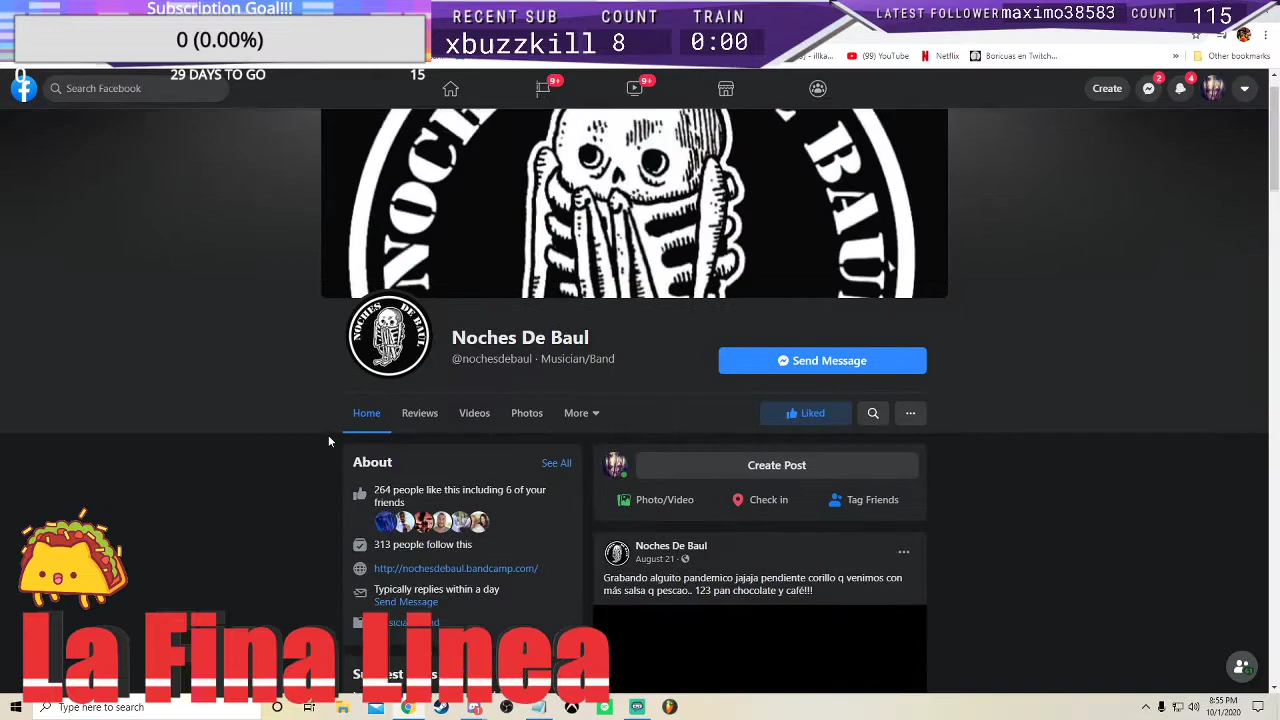 Subscription Goal!!!
0 (0.00%)
0 29 DAYS TO GO 15
RECENT SUB COUNT TRAIN
xbuzzkill 8 0:00
LATEST FOLLOWER maximo38583 COUNT 115
(99) YouTube Netflix Boricuas en Twitch... » Other bookmarks
Search Facebook
9+ 9+
Create 2 4
NOCHES BAÚL
NOCHES DE BAUL
Noches De Baul
@nochesdebaul · Musician/Band
Send Message
Home Reviews Videos Photos More
Liked
About See All
264 people like this including 6 of your
friends
313 people follow this
http://nochesdebaul.bandcamp.com/
Typically replies within a day
Send Message
Create Post
Photo/Video Check in Tag Friends
Noches De Baul
August 21 ·
Grabando alguito pandemico jajaja pendiente corillo q venimos con
más salsa q pescao.. 123 pan chocolate y café!!!
La Fina Linea
Type here to search
8:55 PM
10/1/2020